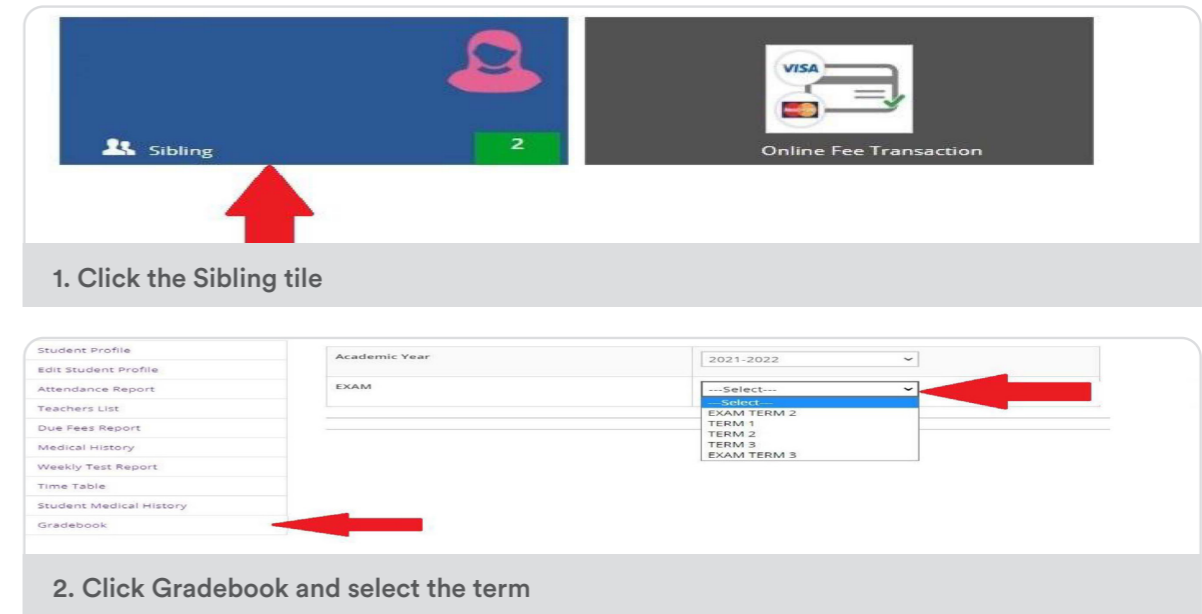 VISA
Sibling
2
Online Fee Transaction
1. Click the Sibling tile
Student Profile
Edit Student Profile
Attendance Report
Teachers List
Due Fees Report
Medical History
Weekly Test Report
Time Table
Student Medical History
Gradebook
Academic Year
2021-2022
EXAM
---Select---
---Select---
EXAM TERM 2
TERM 1
TERM 2
TERM 3
EXAM TERM 3
2. Click Gradebook and select the term